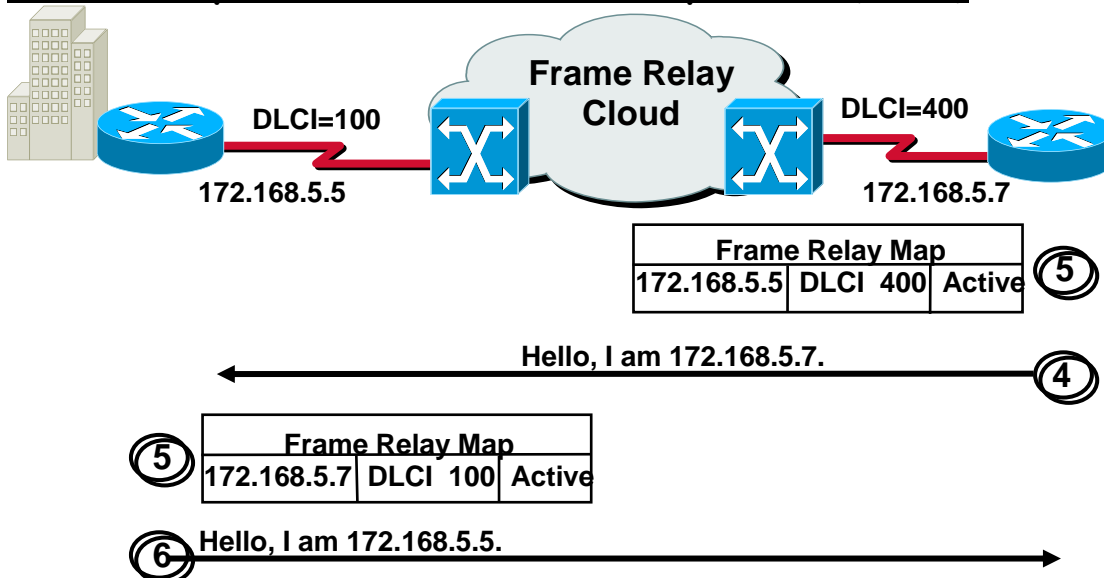 Frame Relay
Cloud
DLCI=100
DLCI=400
172.168.5.5
172.168.5.7
Frame Relay Map
172.168.5.5 DLCI 400 Active
5
Hello, I am 172.168.5.7.
4
5
Frame Relay Map
172.168.5.7 DLCI 100 Active
6
Hello, I am 172.168.5.5.